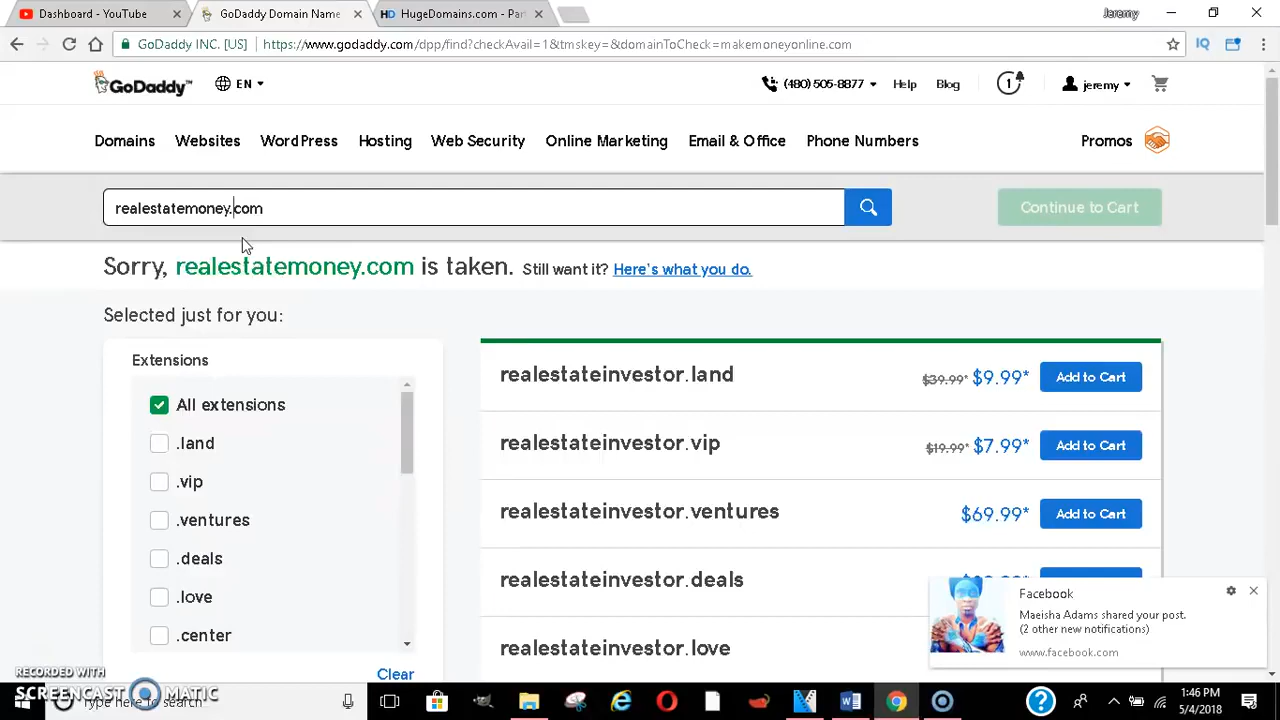 Dashboard - YouTube
GoDaddy Domain Name
HD HugeDomains.com - Part
Jeremy
GoDaddy INC. [US] https://www.godaddy.com/dpp/find?checkAvail=1&tmskey=&domainToCheck=makemoneyonline.com
IQ
GoDaddy™ EN (480) 505-8877 Help Blog 1 jeremy
Domains Websites WordPress Hosting Web Security Online Marketing Email & Office Phone Numbers Promos
realestatemoney.com Continue to Cart
Sorry, realestatemoney.com is taken. Still want it? Here's what you do.
Selected just for you:
Extensions
All extensions
.land
.vip
.ventures
.deals
.love
.center
Clear
realestateinvestor.land $39.99* $9.99* Add to Cart
realestateinvestor.vip $19.99* $7.99* Add to Cart
realestateinvestor.ventures $69.99* Add to Cart
realestateinvestor.deals
realestateinvestor.love
Facebook
Maeisha Adams shared your post.
(2 other new notifications)
www.facebook.com
RECORDED WITH
SCREENCAST MATIC
Type here to search
1:46 PM
5/4/2018